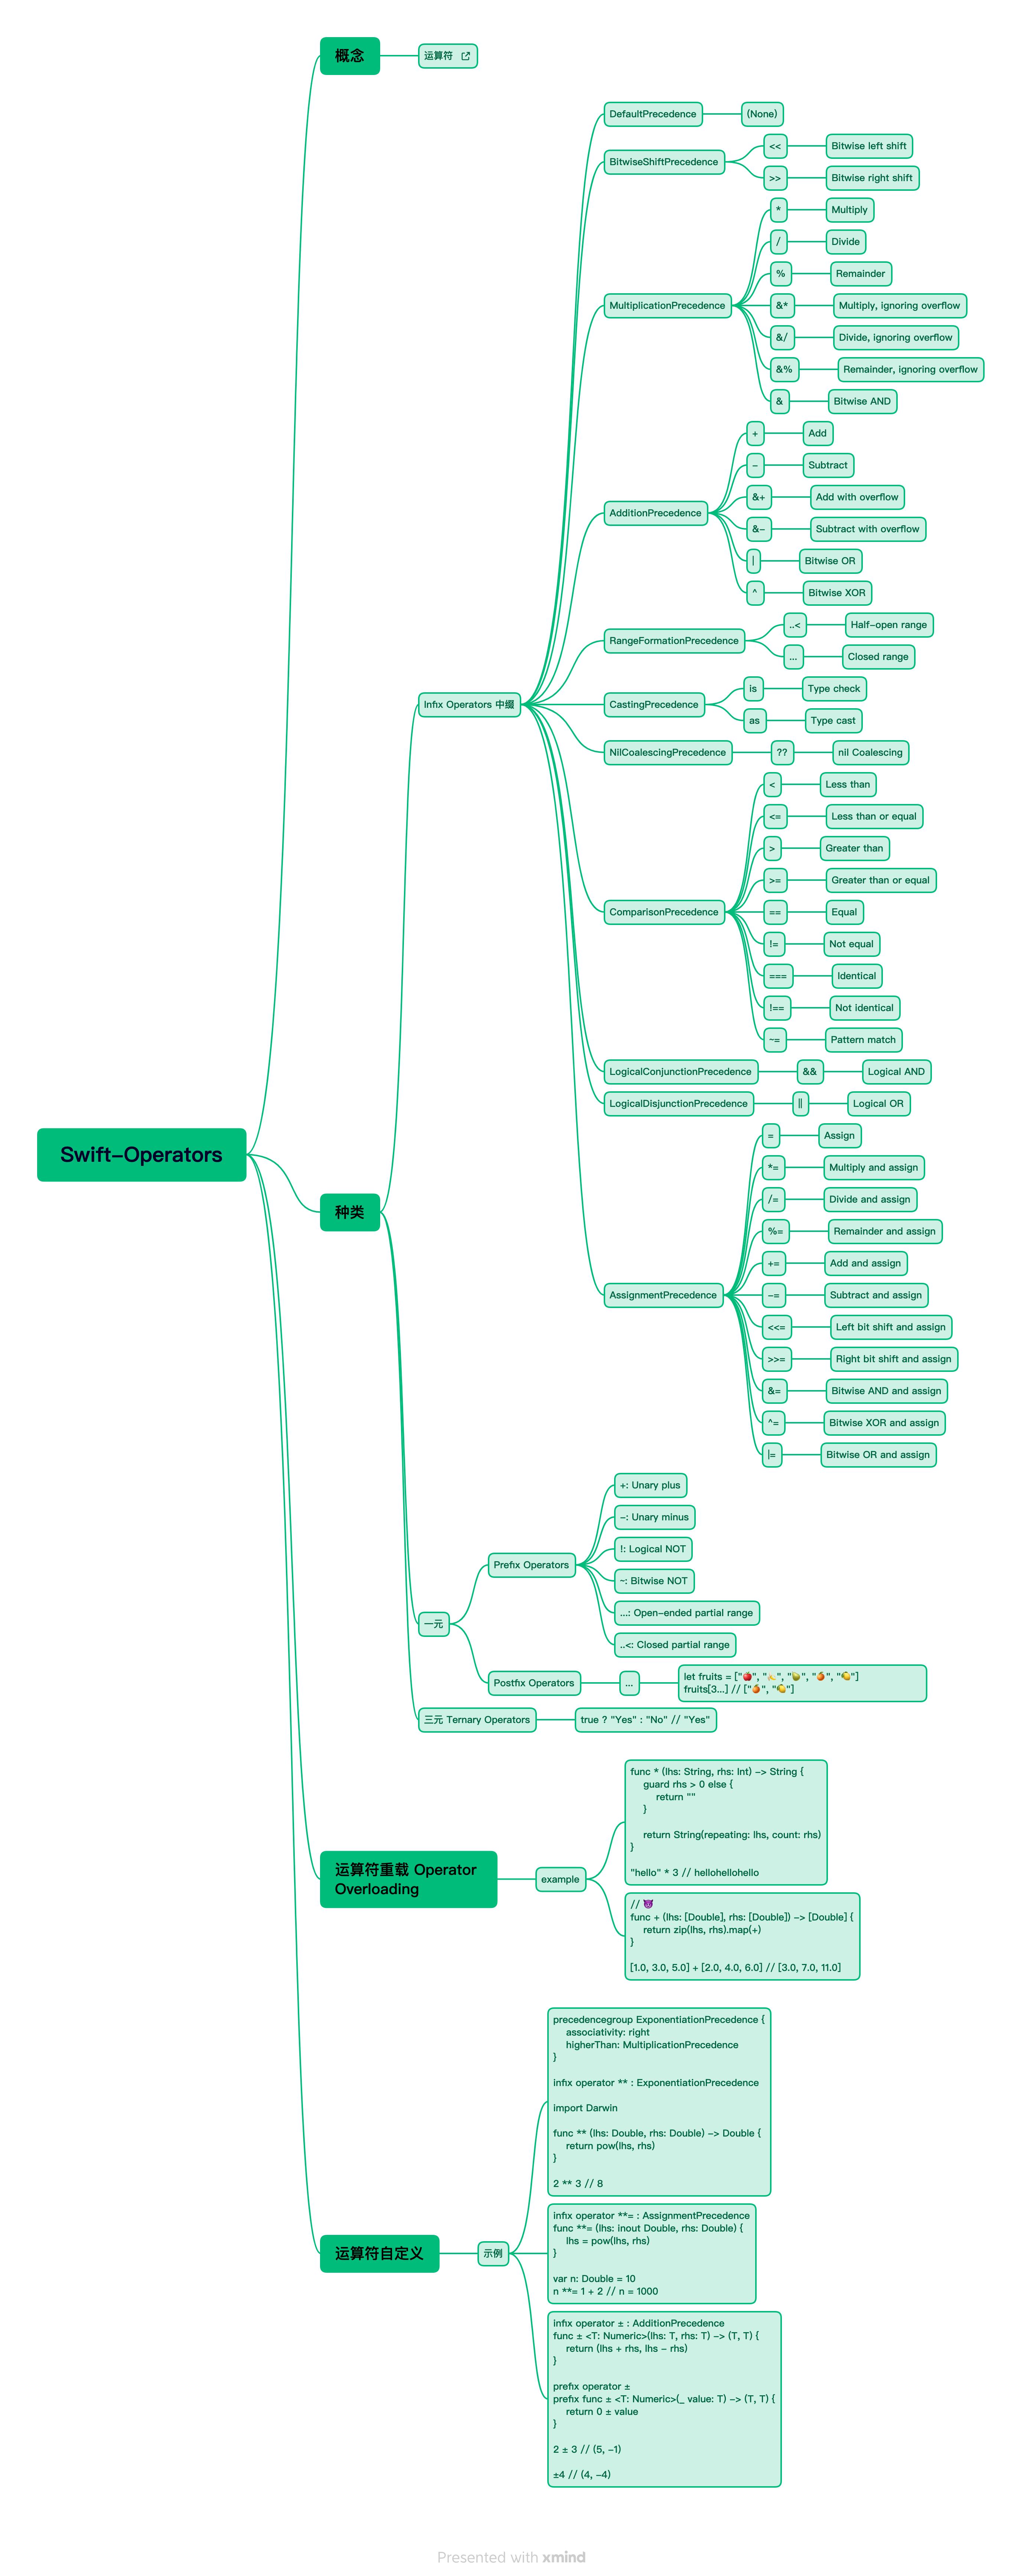 Swift-Operators
概念
运算符
种类
Infix Operators 中缀
DefaultPrecedence
(None)
BitwiseShiftPrecedence
<<
Bitwise left shift
>>
Bitwise right shift
MultiplicationPrecedence
*
Multiply
/
Divide
%
Remainder
&*
Multiply, ignoring overflow
&/
Divide, ignoring overflow
&%
Remainder, ignoring overflow
&
Bitwise AND
AdditionPrecedence
+
Add
-
Subtract
&+
Add with overflow
&-
Subtract with overflow
|
Bitwise OR
^
Bitwise XOR
RangeFormationPrecedence
..<
Half-open range
...
Closed range
CastingPrecedence
is
Type check
as
Type cast
NilCoalescingPrecedence
??
nil Coalescing
ComparisonPrecedence
<
Less than
<=
Less than or equal
>
Greater than
>=
Greater than or equal
==
Equal
!=
Not equal
===
Identical
!==
Not identical
~=
Pattern match
LogicalConjunctionPrecedence
&&
Logical AND
LogicalDisjunctionPrecedence
||
Logical OR
AssignmentPrecedence
=
Assign
*=
Multiply and assign
/=
Divide and assign
%=
Remainder and assign
+=
Add and assign
-=
Subtract and assign
<<=
Left bit shift and assign
>>=
Right bit shift and assign
&=
Bitwise AND and assign
^=
Bitwise XOR and assign
|=
Bitwise OR and assign
一元
Prefix Operators
+: Unary plus
-: Unary minus
!: Logical NOT
~: Bitwise NOT
...: Open-ended partial range
..<: Closed partial range
Postfix Operators
...
let fruits = ["🍎", "🍌", "🍐", "🍊", "🍋"]
fruits[3...] // ["🍊", "🍋"]
三元 Ternary Operators
true ? "Yes" : "No" // "Yes"
运算符重载 Operator
Overloading
example
func * (lhs: String, rhs: Int) -> String {
guard rhs > 0 else {
return ""
}
return String(repeating: lhs, count: rhs)
}
"hello" * 3 // hellohellohello
// 👿
func + (lhs: [Double], rhs: [Double]) -> [Double] {
return zip(lhs, rhs).map(+)
}
[1.0, 3.0, 5.0] + [2.0, 4.0, 6.0] // [3.0, 7.0, 11.0]
运算符自定义
示例
precedencegroup ExponentiationPrecedence {
associativity: right
higherThan: MultiplicationPrecedence
}
infix operator ** : ExponentiationPrecedence
import Darwin
func ** (lhs: Double, rhs: Double) -> Double {
return pow(lhs, rhs)
}
2 ** 3 // 8
infix operator **= : AssignmentPrecedence
func **= (lhs: inout Double, rhs: Double) {
lhs = pow(lhs, rhs)
}
var n: Double = 10
n **= 1 + 2 // n = 1000
infix operator ± : AdditionPrecedence
func ± <T: Numeric>(lhs: T, rhs: T) -> (T, T) {
return (lhs + rhs, lhs - rhs)
}
prefix operator ±
prefix func ± <T: Numeric>(_ value: T) -> (T, T) {
return 0 ± value
}
2 ± 3 // (5, -1)
±4 // (4, -4)
Presented with xmind